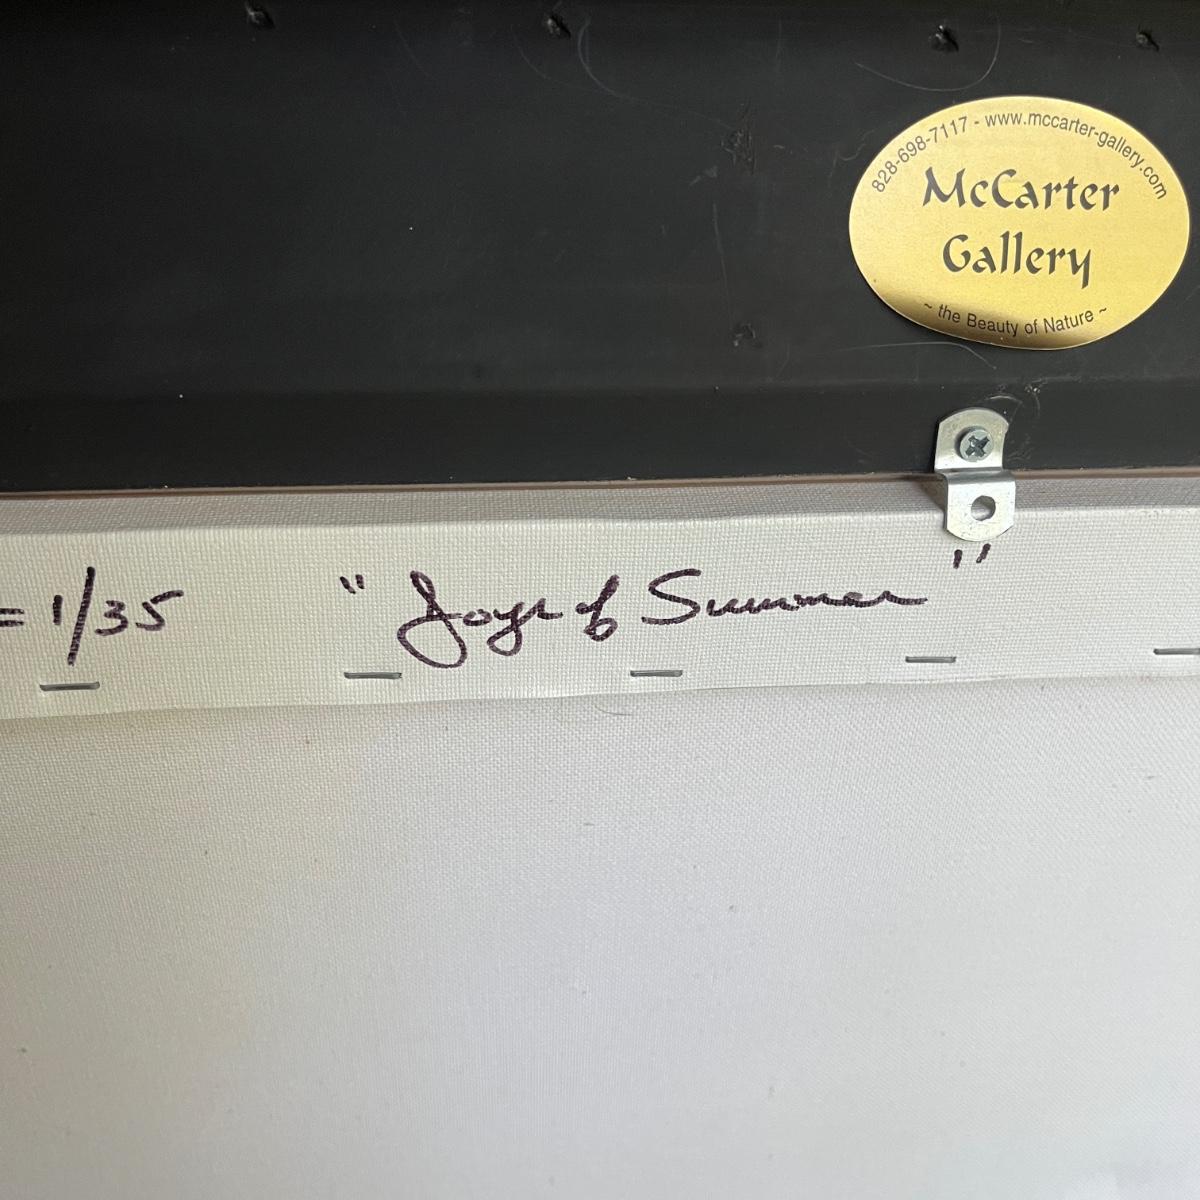 828-698-7117 - www.mccarter-gallery.com
McCarter
Gallery
~ the Beauty of Nature ~
= 1/35 "Joys of Summer"